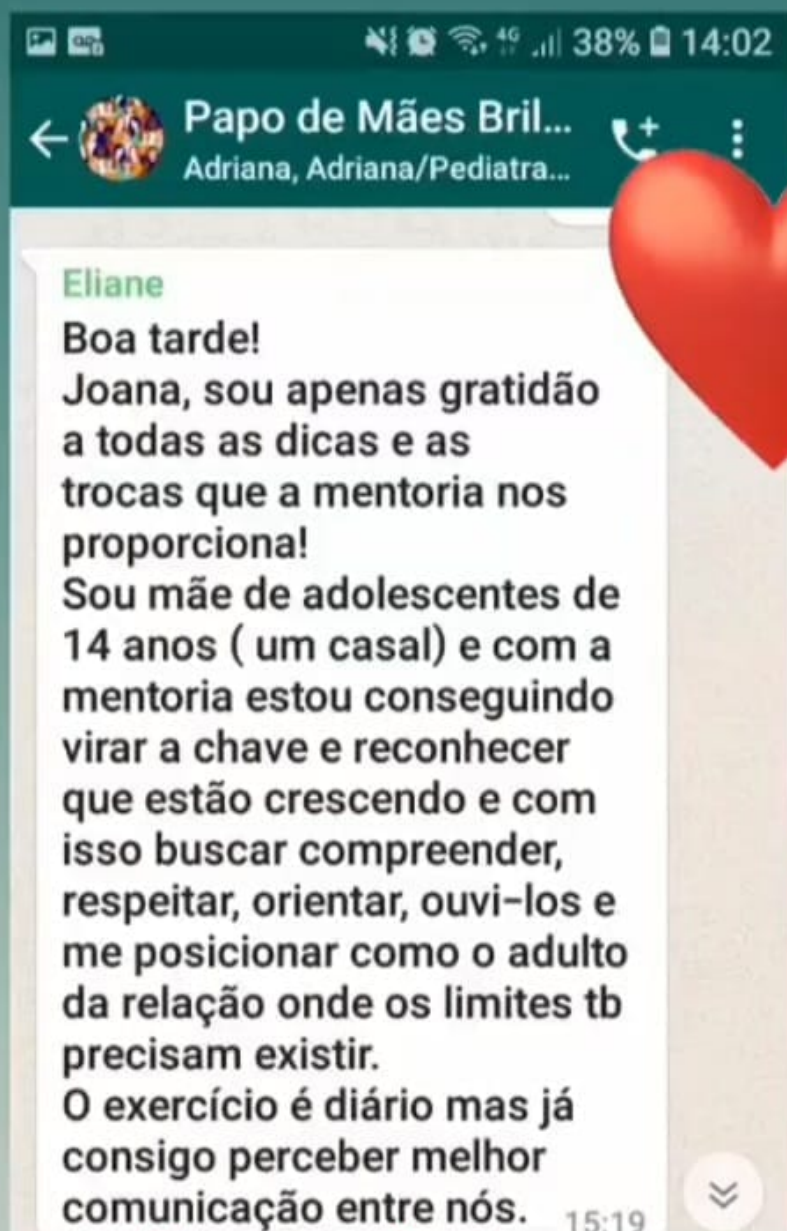 38% 14:02
Papo de Mães Bril...
Adriana, Adriana/Pediatra...
Eliane
Boa tarde!
Joana, sou apenas gratidão
a todas as dicas e as
trocas que a mentoria nos
proporciona!
Sou mãe de adolescentes de
14 anos ( um casal) e com a
mentoria estou conseguindo
virar a chave e reconhecer
que estão crescendo e com
isso buscar compreender,
respeitar, orientar, ouvi-los e
me posicionar como o adulto
da relação onde os limites tb
precisam existir.
O exercício é diário mas já
consigo perceber melhor
comunicação entre nós. 15:19